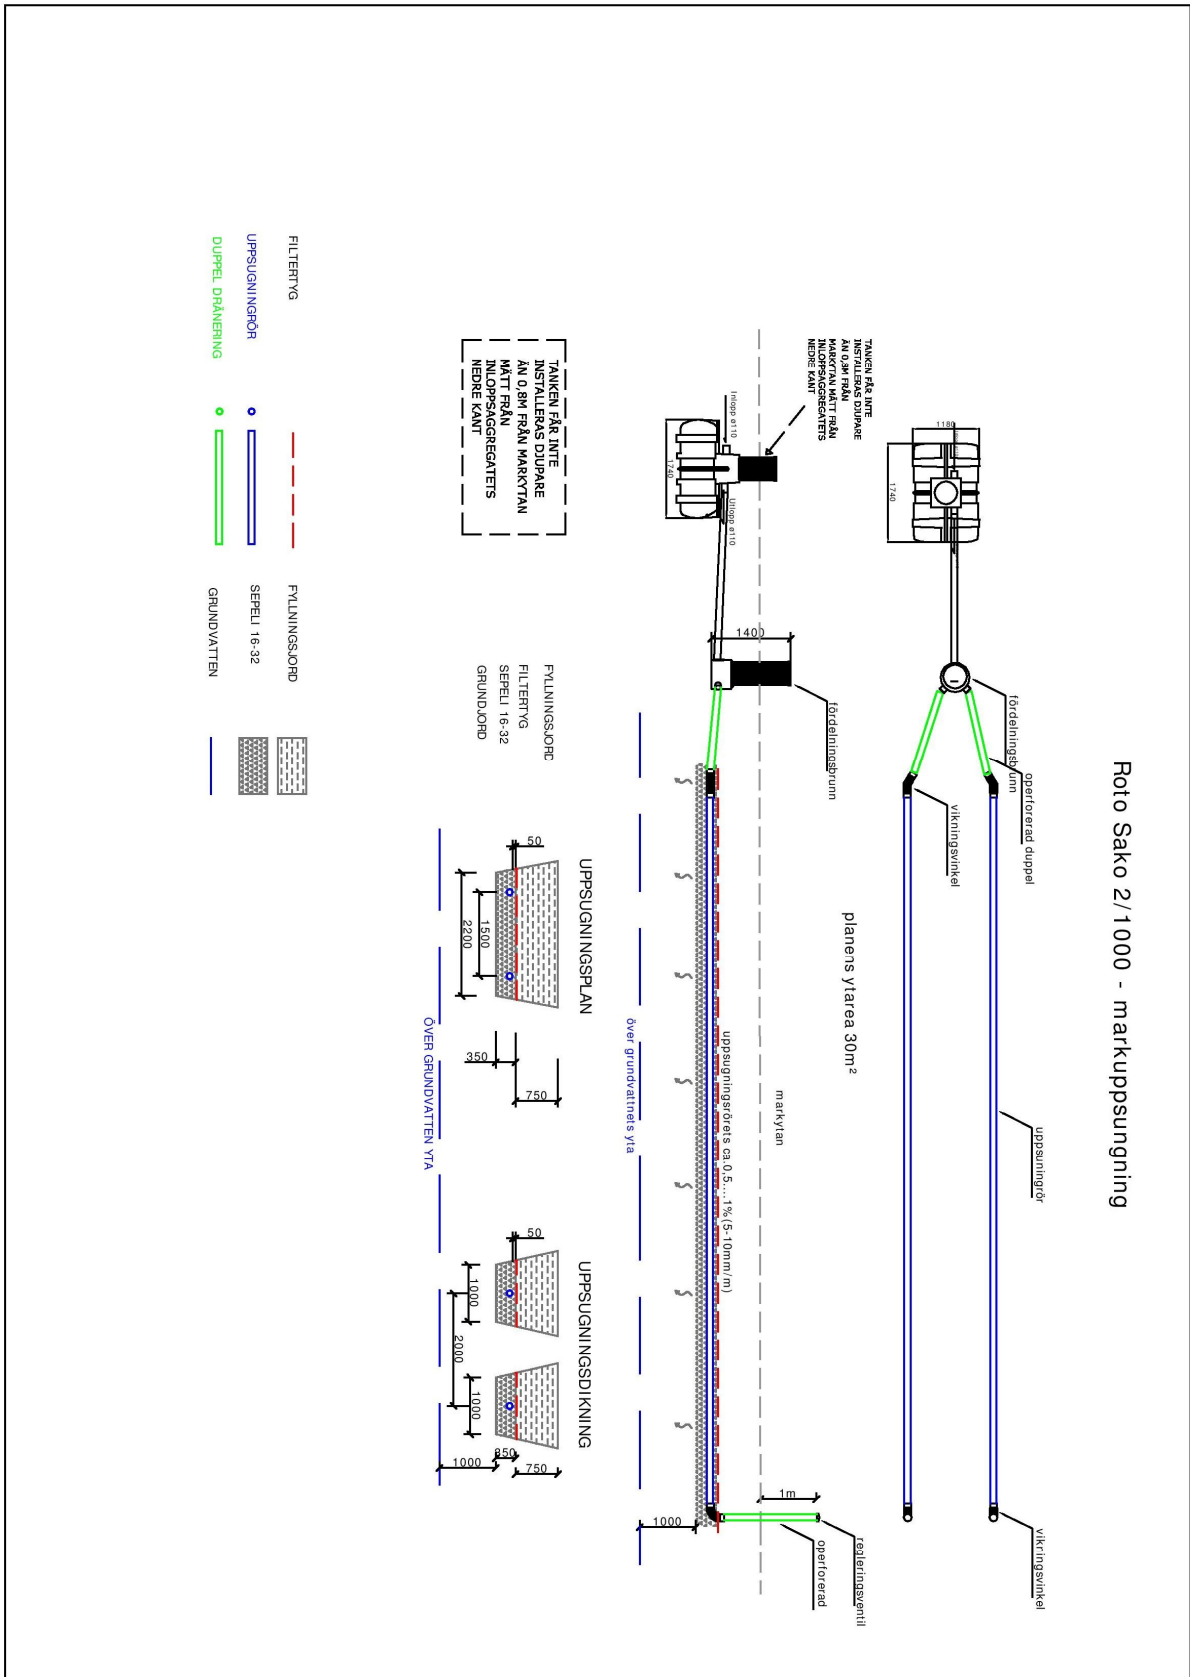 Roto Sako 2/1000 - markuppsungning
1180
1740
fördelningsbrunn
operforerad duppel
vikningsvinkel
uppsuningrör
vikringsvinkel
planens ytarea 30m²
TANKEN FÅR INTE
INSTALLERAS DJUPARE
ÄN 0,8M FRÅN
MARKYTAN MÄTT FRÅN
INLOPPSAGGREGATETS
NEDRE KANT
Inlopp ø110
1740
Utlopp ø110
1400
fördelningsbrunn
markytan
uppsugningsrörets ca.0,5....1%(5-10mm/m)
1m
regleringsventil
operforerad
1000
över grundvattnets yta
TANKEN FÅR INTE
INSTALLERAS DJUPARE
ÄN 0,8M FRÅN MARKYTAN
MÄTT FRÅN
INLOPPSAGGREGATETS
NEDRE KANT
FYLLNINGSJORD
FILTERTYG
SEPELI 16-32
GRUNDJORD
UPPSUGNINGSPLAN
50
1500
2200
350
750
UPPSUGNINGSDIKNING
50
1000
2000
1000
350
750
1000
ÖVER GRUNDVATTEN YTA
FILTERTYG
FYLLNINGSJORD
UPPSUGNINGRÖR
SEPELI 16-32
DUPPEL DRÄNERING
GRUNDVATTEN